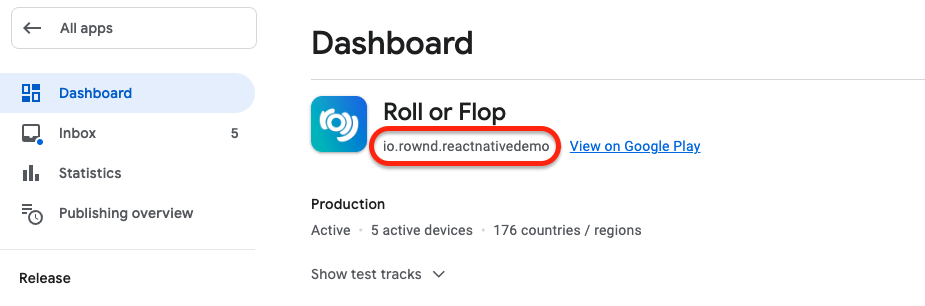 All apps
Dashboard
Inbox 5
Statistics
Publishing overview
Release
Dashboard
Roll or Flop
io.rownd.reactnativedemo View on Google Play
Production
Active • 5 active devices • 176 countries / regions
Show test tracks